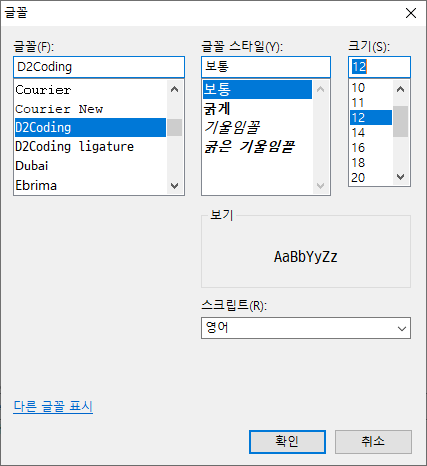 글꼴
글꼴(F):
D2Coding
Courier
Courier New
D2Coding
D2Coding ligature
Dubai
Ebrima
글꼴 스타일(Y):
보통
보통
굵게
기울임꼴
굵은 기울임꼴
크기(S):
12
10
11
12
14
16
18
20
보기
AaBbYyZz
스크립트(R):
영어
다른 글꼴 표시
확인
취소